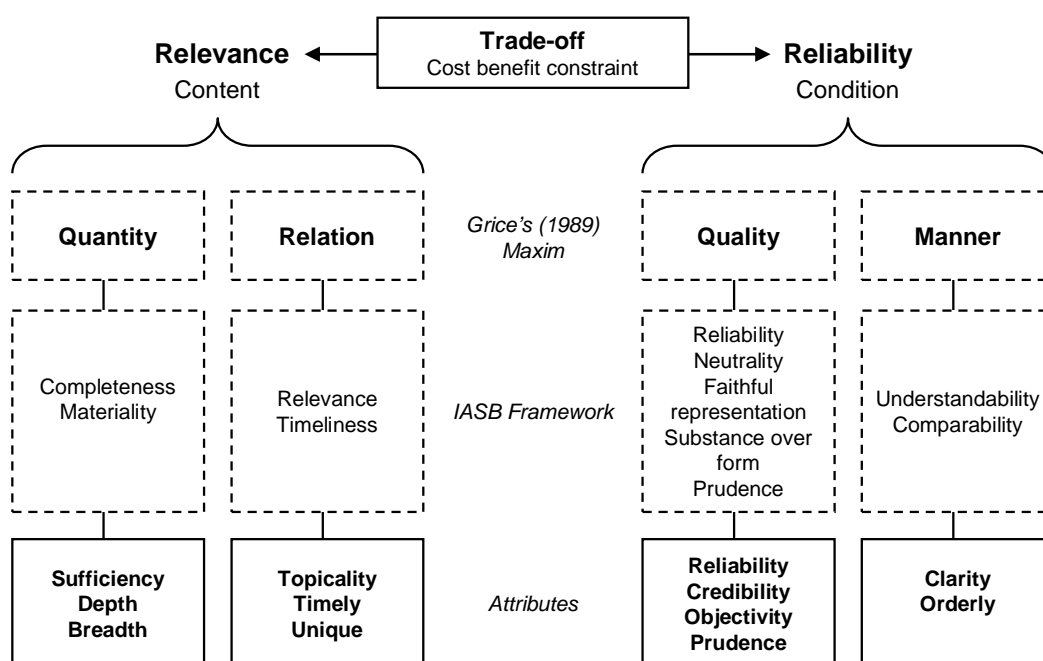 Trade-off
Cost benefit constraint
Relevance
Content
Reliability
Condition
Quantity
Relation
Grice's (1989)
Maxim
Quality
Manner
Completeness
Materiality
Relevance
Timeliness
IASB Framework
Reliability
Neutrality
Faithful
representation
Substance over
form
Prudence
Understandability
Comparability
Sufficiency
Depth
Breadth
Topicality
Timely
Unique
Attributes
Reliability
Credibility
Objectivity
Prudence
Clarity
Orderly